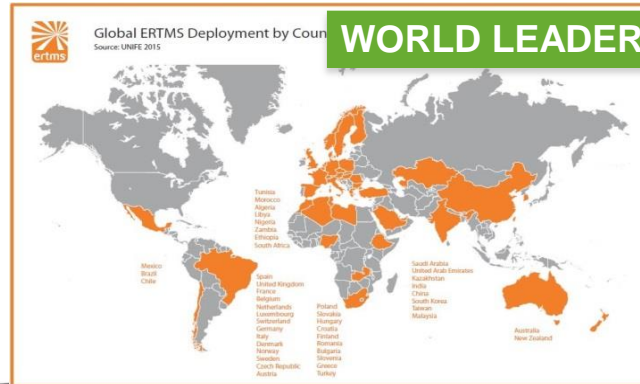 ertms
Global ERTMS Deployment by Coun
Source: UNIFE 2015
WORLD LEADER
Tunisia
Morocco
Algeria
Libya
Nigeria
Zambia
Ethiopia
South Africa
Mexico
Brazil
Chile
Spain
United Kingdom
France
Belgium
Netherlands
Luxembourg
Switzerland
Germany
Italy
Denmark
Norway
Sweden
Czech Republic
Austria
Poland
Slovakia
Hungary
Croatia
Finland
Romania
Bulgaria
Slovenia
Greece
Turkey
Saudi Arabia
United Arab Emirates
Kazakhstan
India
China
South Korea
Taiwan
Malaysia
Australia
New Zealand